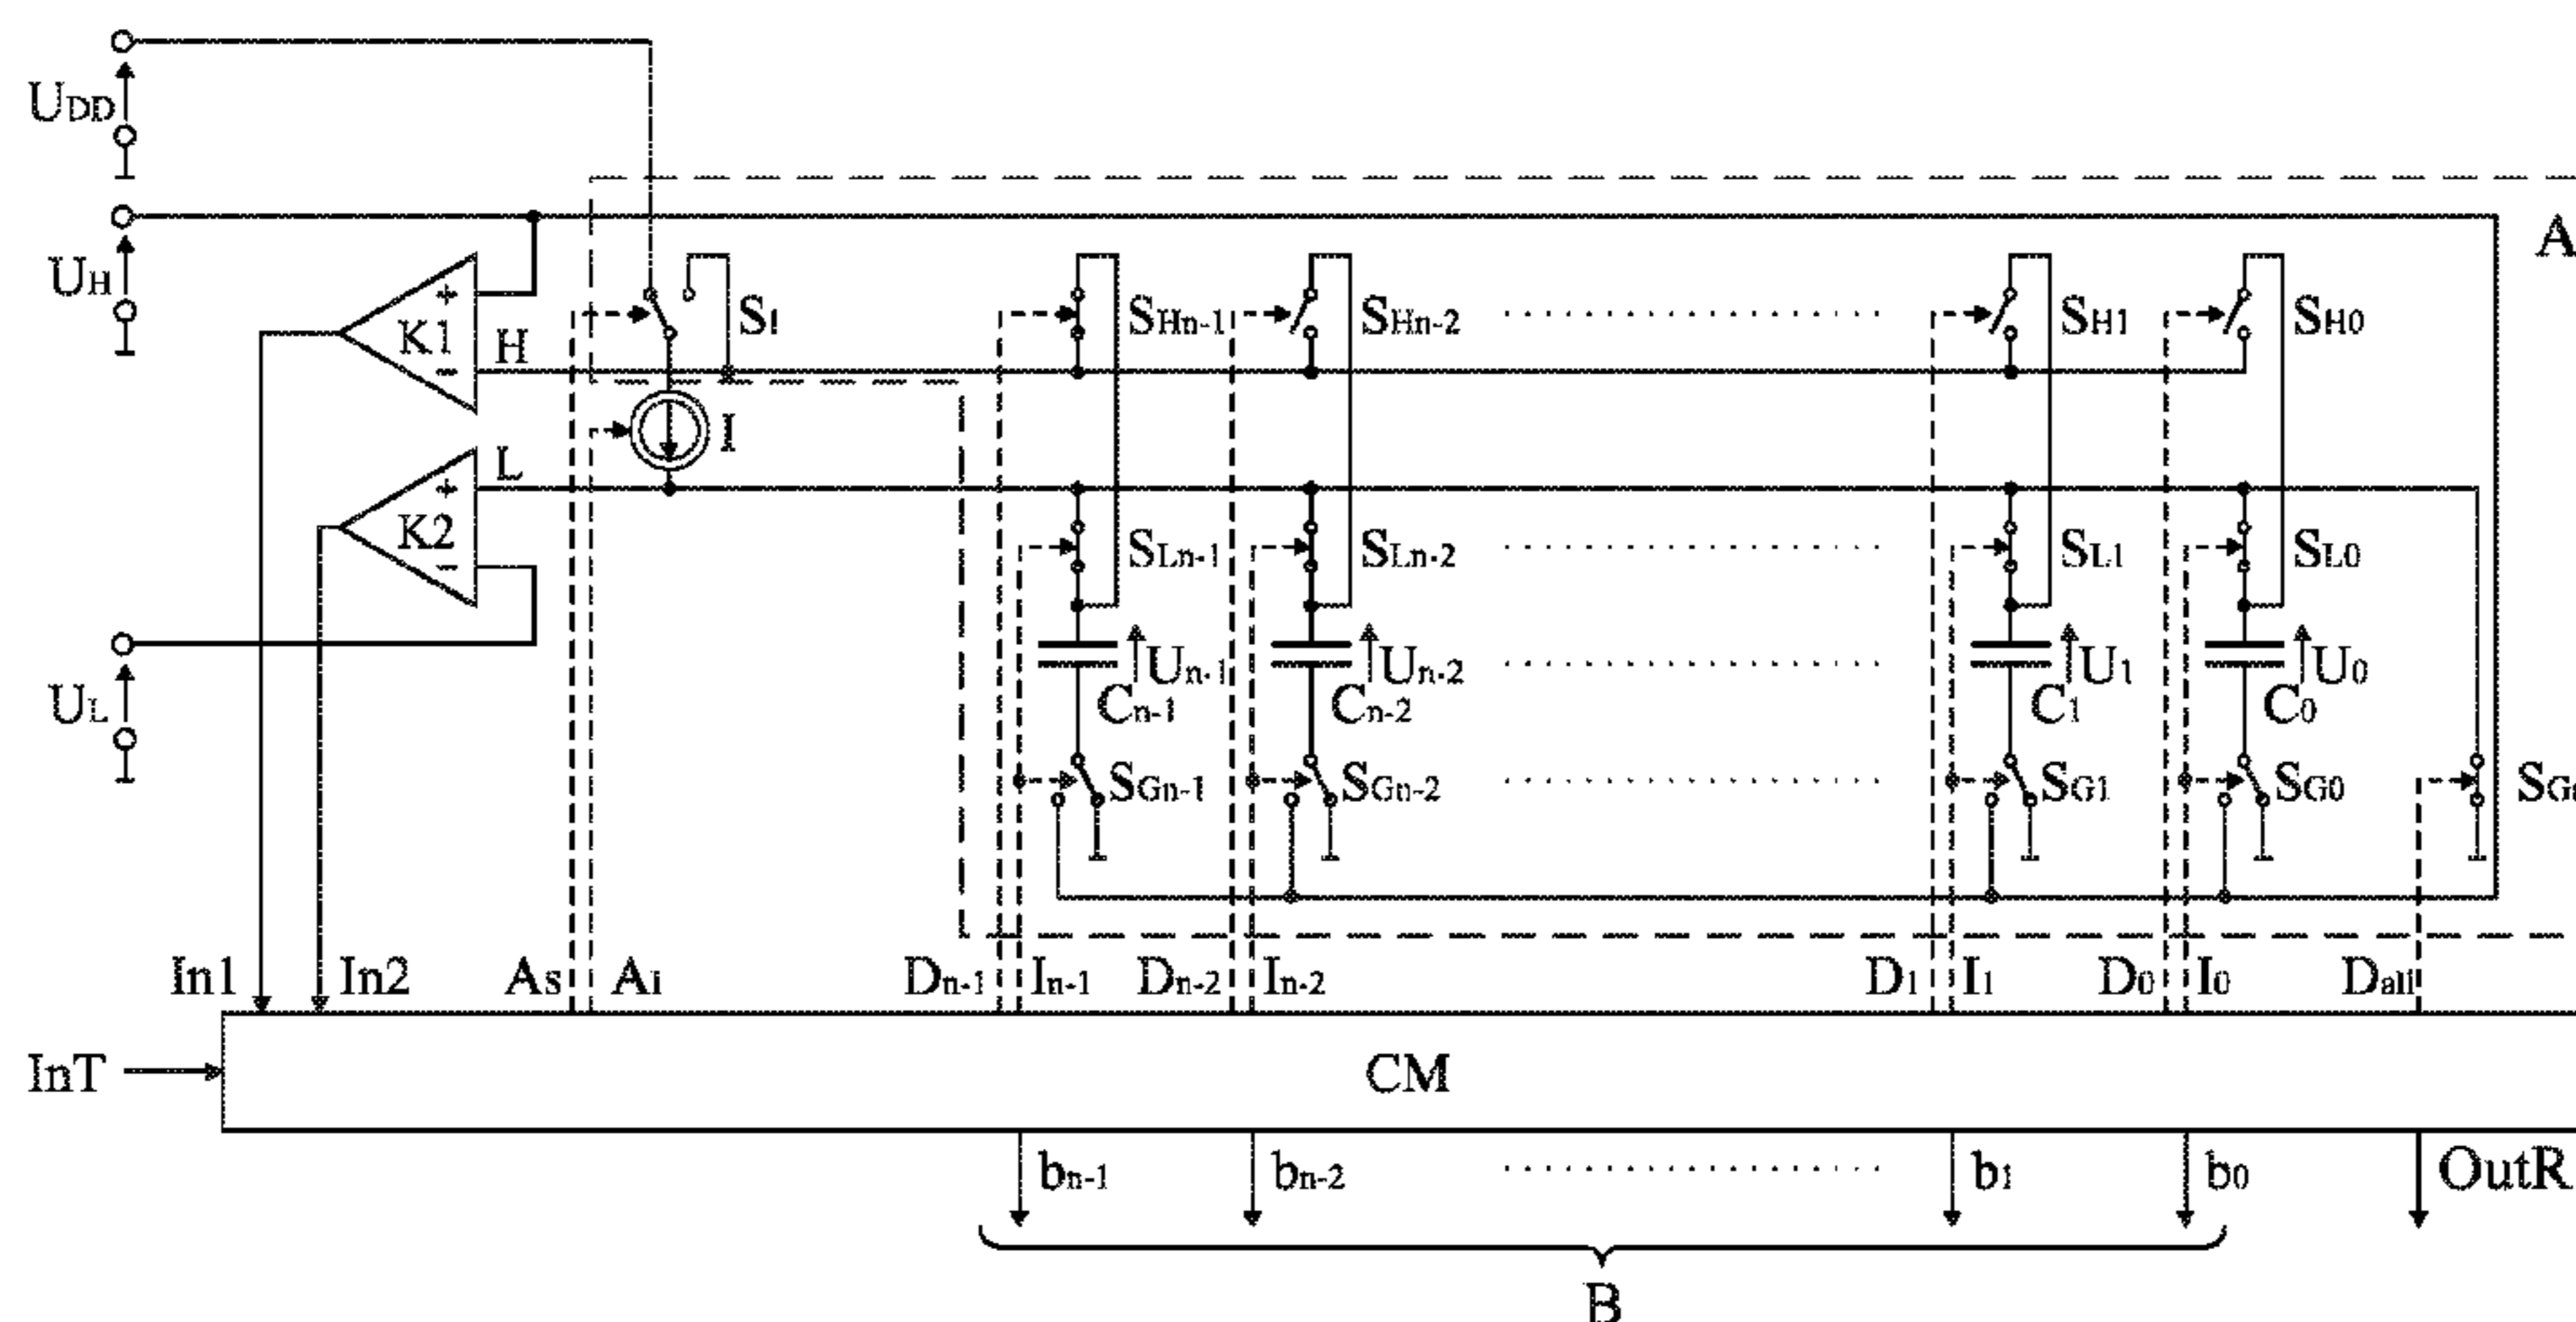 UDD
UH
A
K1
H
SI
SHn-1
SHn-2
SH1
SH0
I
L
K2
SLn-1
SLn-2
SL1
SL0
UL
Un-1
Un-2
U1
U0
Cn-1
Cn-2
C1
C0
SGn-1
SGn-2
SG1
SG0
In1
In2
As
AI
Dn-1
In-1
Dn-2
In-2
D1
I1
D0
I0
Dall
InT
CM
bn-1
bn-2
b1
b0
OutR
B